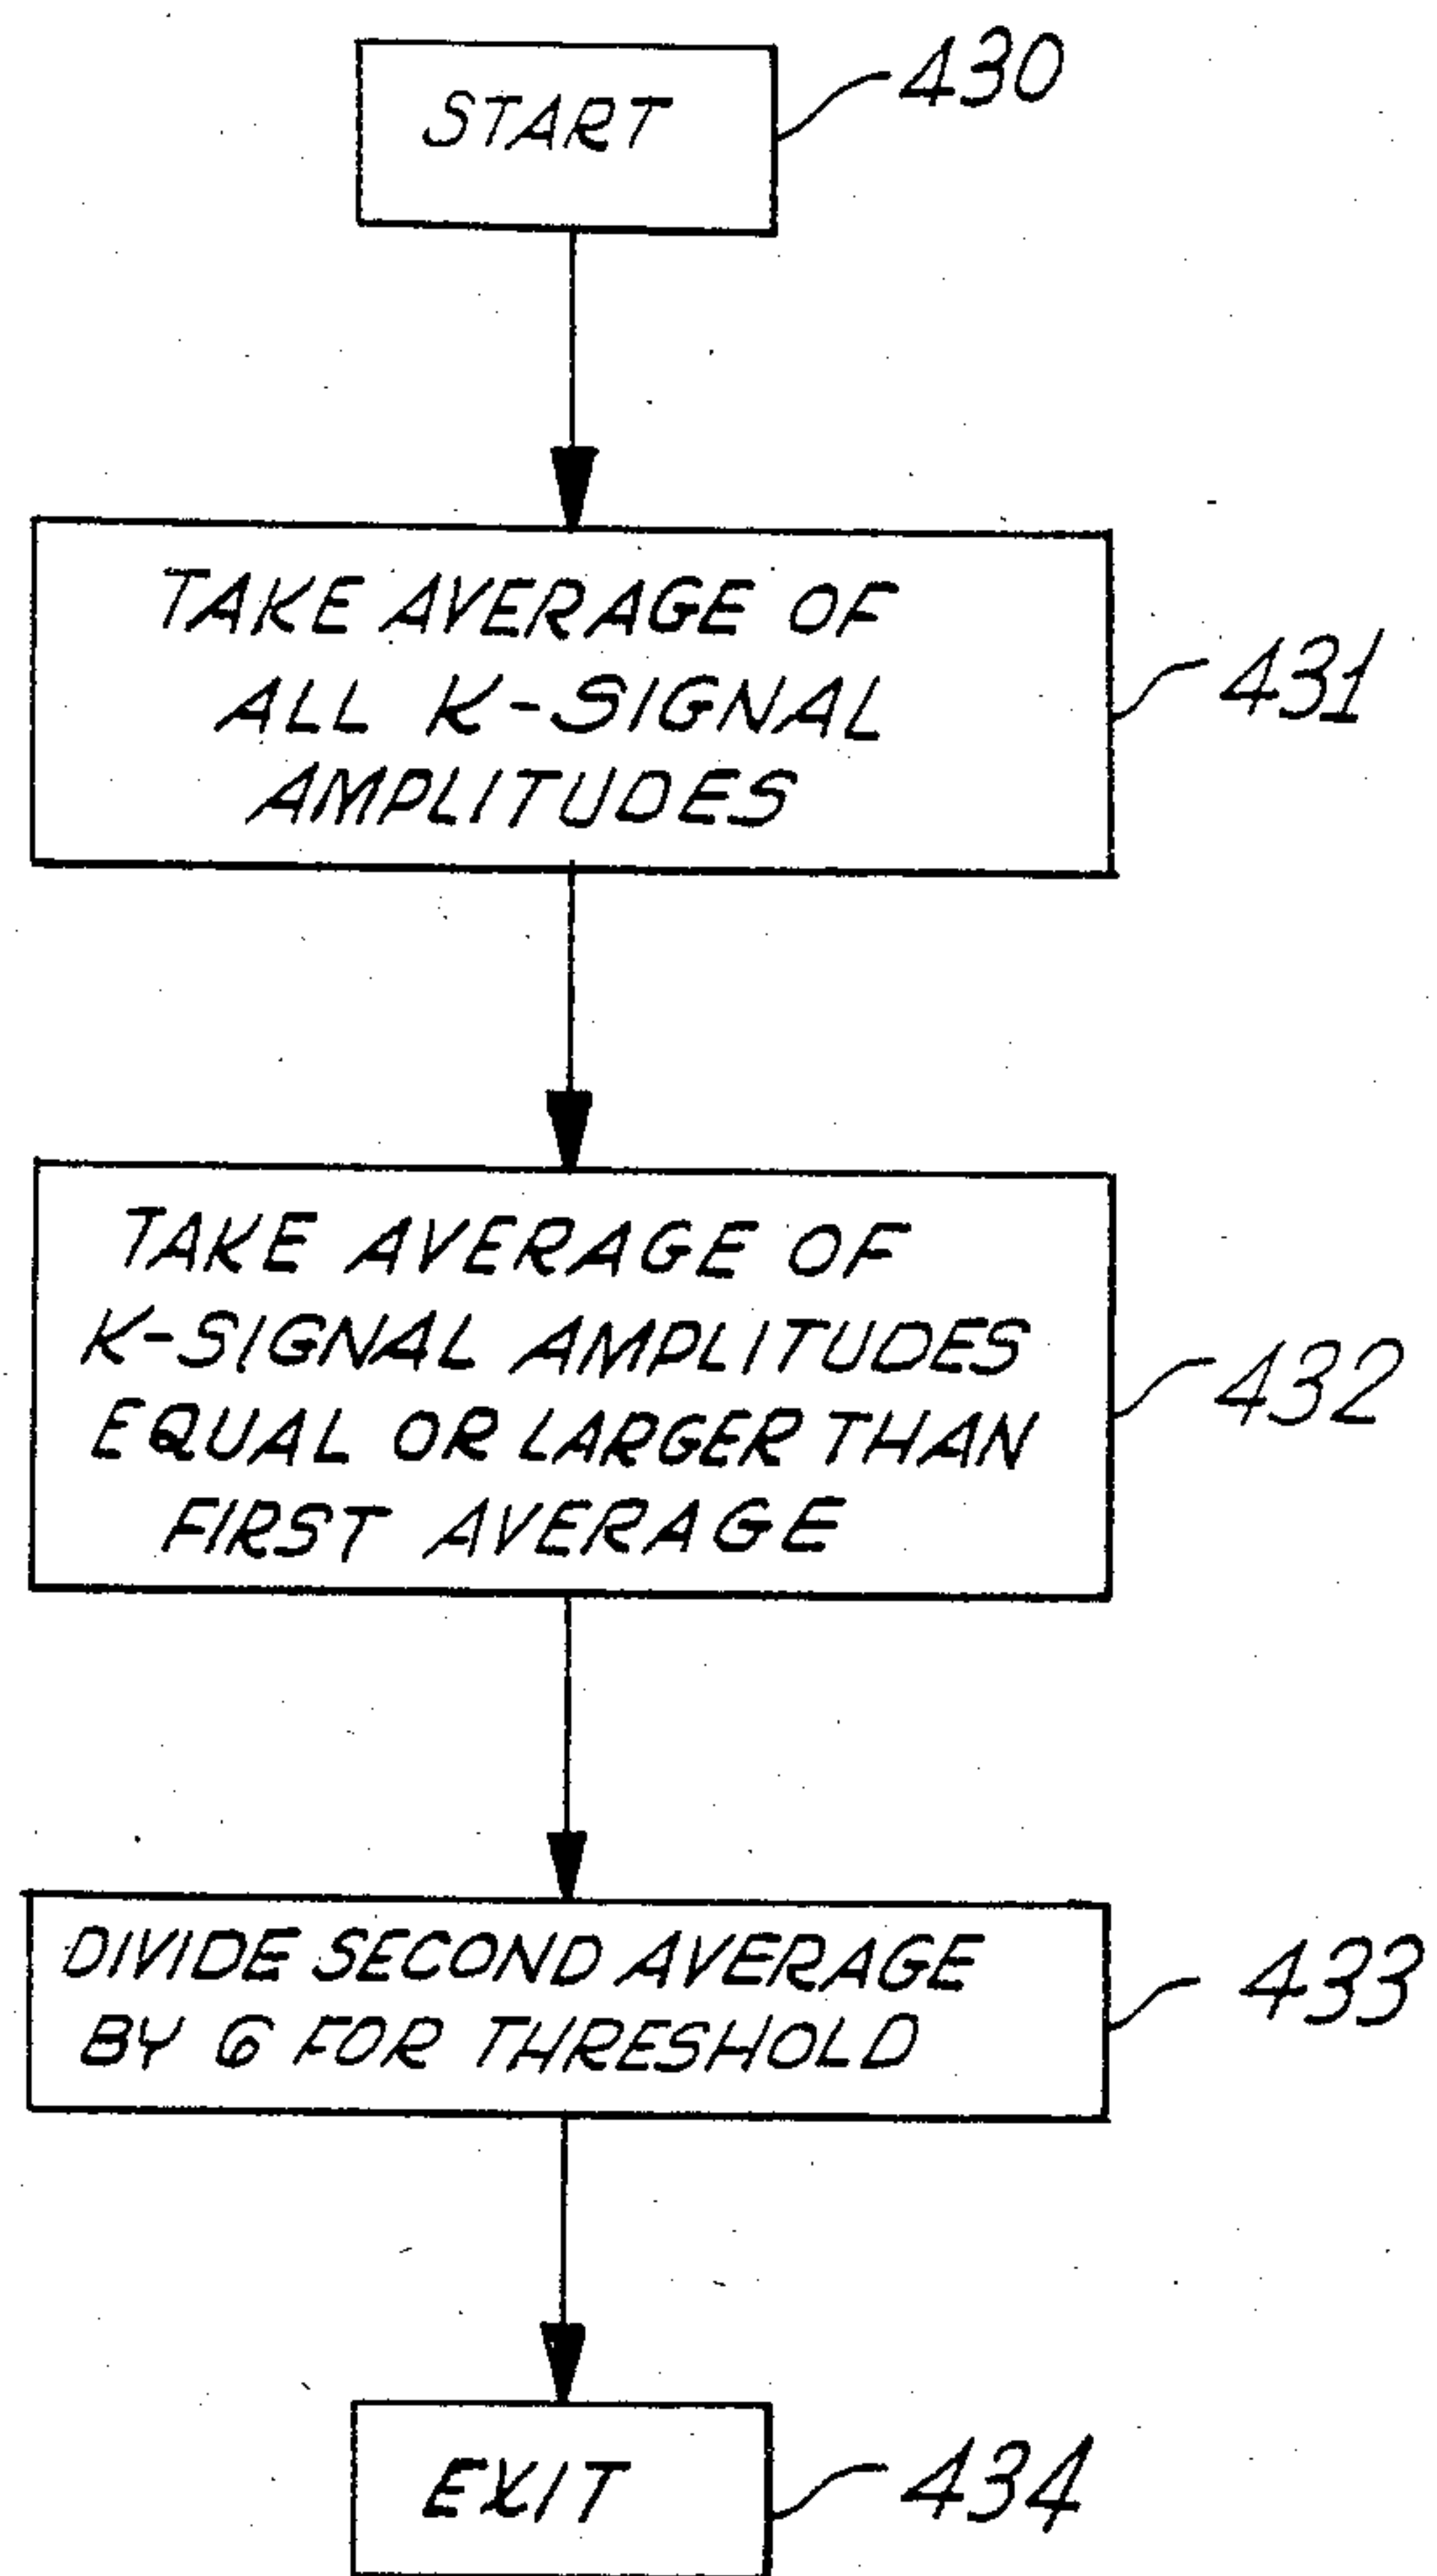 START
430
TAKE AVERAGE OF
ALL K-SIGNAL
AMPLITUDES
431
TAKE AVERAGE OF
K-SIGNAL AMPLITUDES
EQUAL OR LARGER THAN
FIRST AVERAGE
432
DIVIDE SECOND AVERAGE
BY 6 FOR THRESHOLD
433
EXIT
434